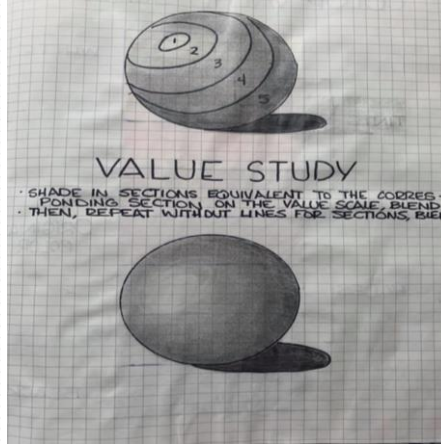 1
2
3
4
5
VALUE STUDY
· SHADE IN SECTIONS EQUIVALENT TO THE CORRES-
PONDING SECTION ON THE VALUE SCALE, BLEND
· THEN, REPEAT WITHOUT LINES FOR SECTIONS,